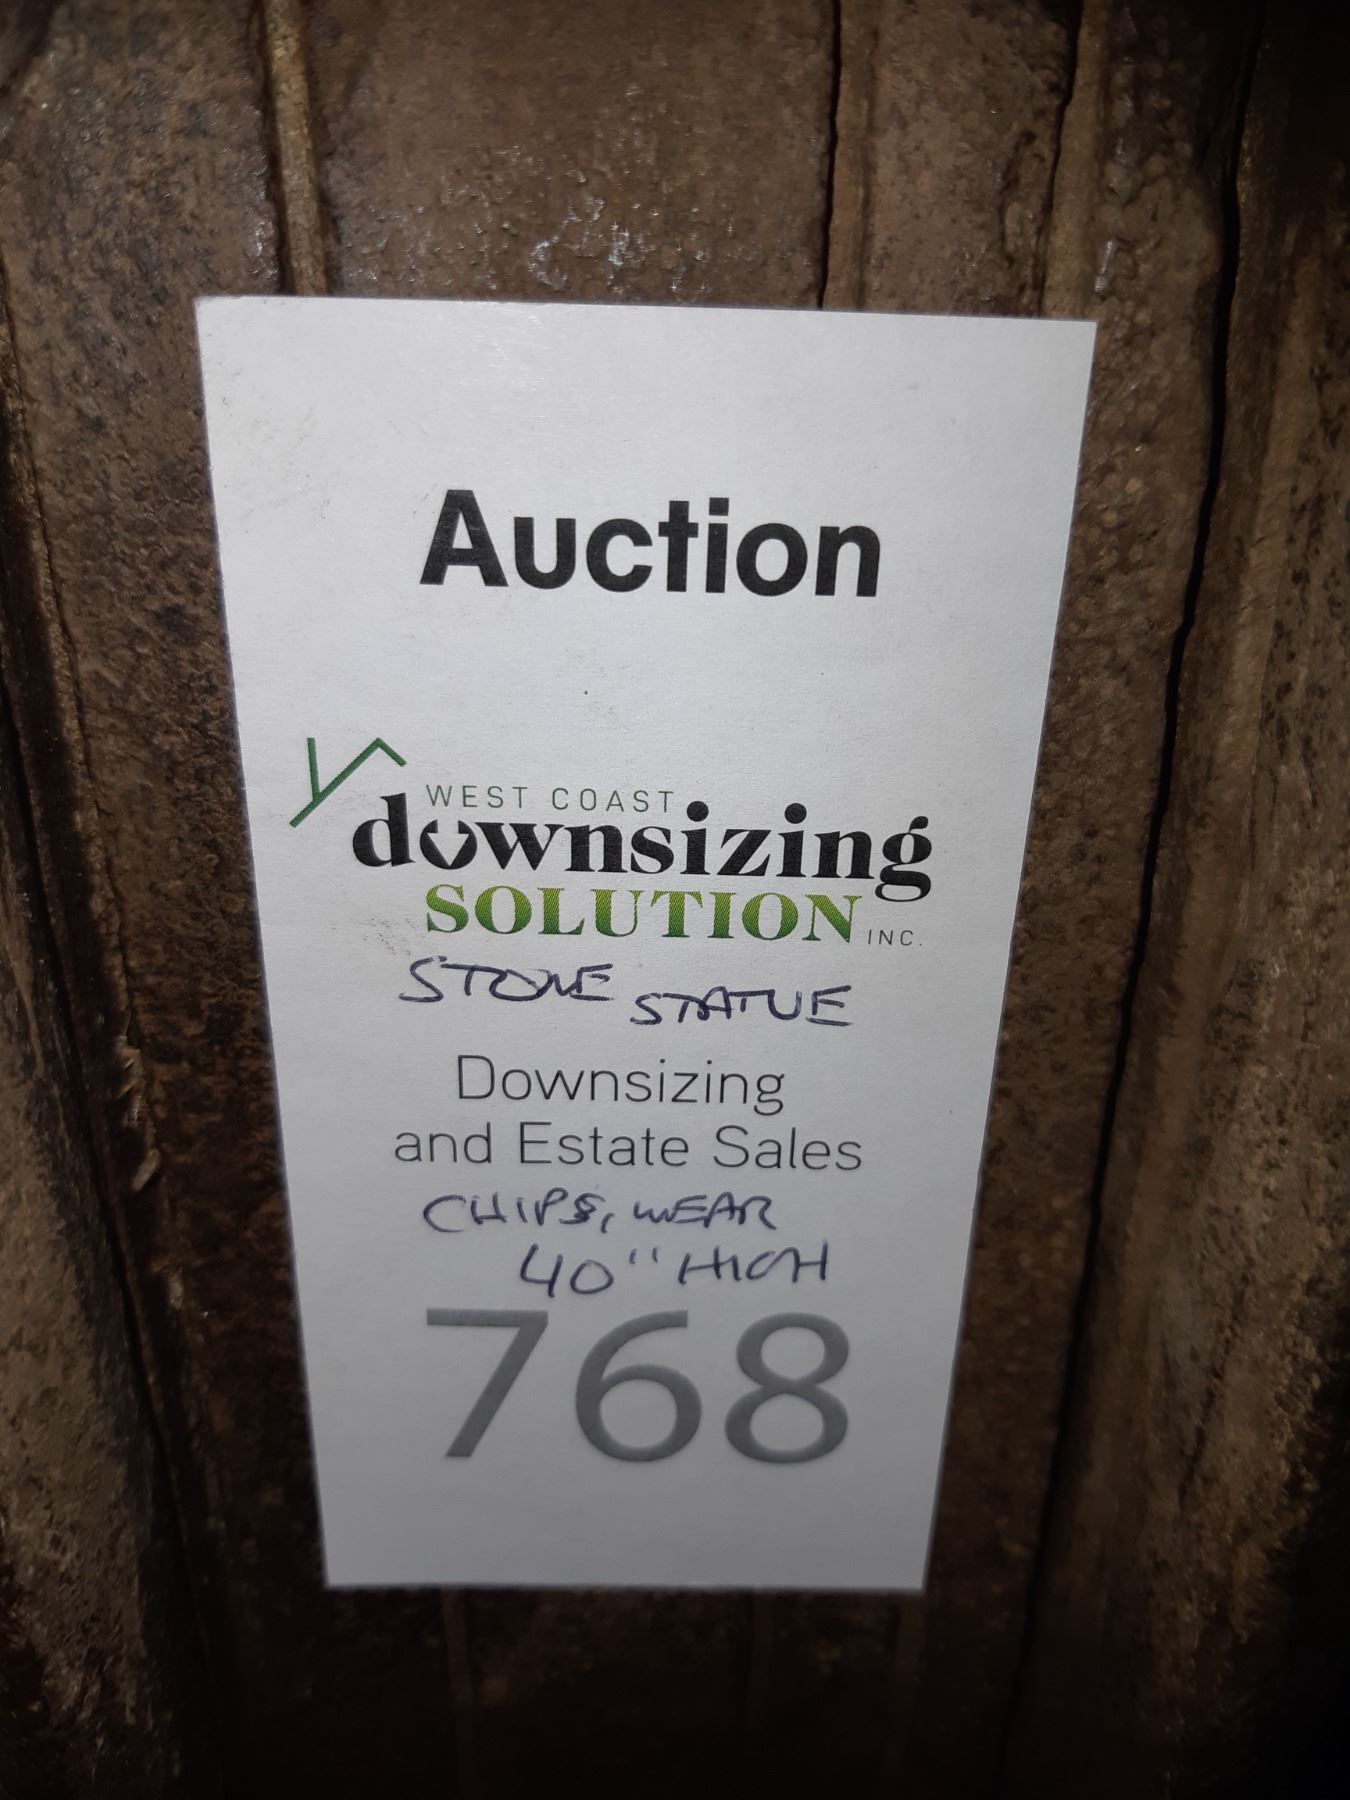 Auction
WEST COAST
downsizing
SOLUTION INC.
STONE STATUE
Downsizing
and Estate Sales
CHIPS, WEAR
40" HIGH
768